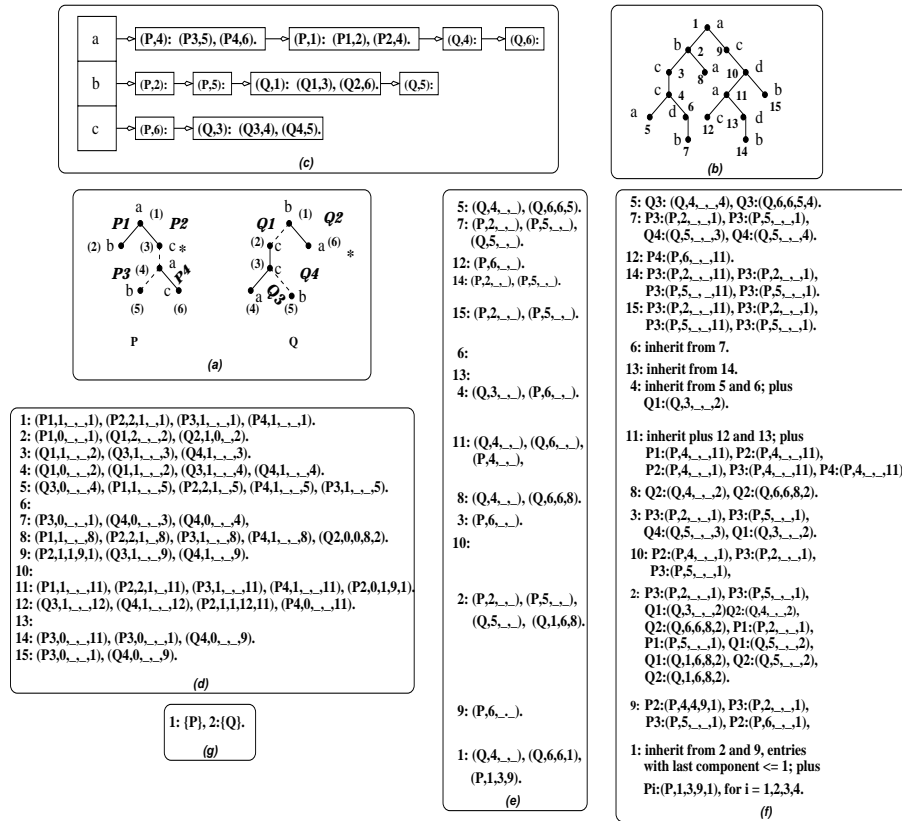 a (P,4): (P3,5), (P4,6). (P,1): (P1,2), (P2,4). (Q,4): (Q,6):
b (P,2): (P,5): (Q,1): (Q1,3), (Q2,6). (Q,5):
c (P,6): (Q,3): (Q3,4), (Q4,5).
(c)
1 a
b 2 9 c
c 3 a 8 10 d
c 4 a 11 b 15
a 5 d 6 c 12 13 d
b 7 b 14
(b)
a
P1 (1) P2
(2) b (3) c *
P3 (4) a P4
b c
(5) (6)
P
b
Q1 (1) Q2
(2) c a (6) *
(3) c Q4
a Q3 b
(4) (5)
Q
(a)
1: (P1,1,_,_,1), (P2,2,1,_,1), (P3,1,_,_,1), (P4,1,_,_,1).
2: (P1,0,_,_,1), (Q1,2,_,_,2), (Q2,1,0,_,2).
3: (Q1,1,_,_,2), (Q3,1,_,_,3), (Q4,1,_,_,3).
4: (Q1,0,_,_,2), (Q1,1,_,_,2), (Q3,1,_,_,4), (Q4,1,_,_,4).
5: (Q3,0,_,_,4), (P1,1,_,_,5), (P2,2,1,_,5), (P4,1,_,_,5), (P3,1,_,_,5).
6:
7: (P3,0,_,_,1), (Q4,0,_,_,3), (Q4,0,_,_,4),
8: (P1,1,_,_,8), (P2,2,1,_,8), (P3,1,_,_,8), (P4,1,_,_,8), (Q2,0,0,8,2).
9: (P2,1,1,9,1), (Q3,1,_,_,9), (Q4,1,_,_,9).
10:
11: (P1,1,_,_,11), (P2,2,1,_,11), (P3,1,_,_,11), (P4,1,_,_,11), (P2,0,1,9,1).
12: (Q3,1,_,_,12), (Q4,1,_,_,12), (P2,1,1,12,11), (P4,0,_,_,11).
13:
14: (P3,0,_,_,11), (P3,0,_,_,1), (Q4,0,_,_,9).
15: (P3,0,_,_,1), (Q4,0,_,_,9).
(d)
1: {P}, 2:{Q}.
(g)
5: (Q,4,_,_), (Q,6,6,5).
7: (P,2,_,_), (P,5,_,_),
(Q,5,_,_).
12: (P,6,_,_).
14: (P,2,_,_), (P,5,_,_).
15: (P,2,_,_), (P,5,_,_).
6:
13:
4: (Q,3,_,_), (P,6,_,_).
11: (Q,4,_,_), (Q,6,_,_),
(P,4,_,_),
8: (Q,4,_,_), (Q,6,6,8).
3: (P,6,_,_).
10:
2: (P,2,_,_), (P,5,_,_),
(Q,5,_,_), (Q,1,6,8).
9: (P,6,_._).
1: (Q,4,_,_), (Q,6,6,1),
(P,1,3,9).
(e)
5: Q3: (Q,4,_,_,4), Q3:(Q,6,6,5,4).
7: P3:(P,2,_,_,1), P3:(P,5,_,_,1),
Q4:(Q,5,_,_,3), Q4:(Q,5,_,_,4).
12: P4:(P,6,_,_,11).
14: P3:(P,2,_,_,11), P3:(P,2,_,_,1),
P3:(P,5,_,_,11), P3:(P,5,_,_,1).
15: P3:(P,2,_,_,11), P3:(P,2,_,_,1),
P3:(P,5,_,_,11), P3:(P,5,_,_,1).
6: inherit from 7.
13: inherit from 14.
4: inherit from 5 and 6; plus
Q1:(Q,3,_,_,2).
11: inherit plus 12 and 13; plus
P1:(P,4,_,_,11), P2:(P,4,_,_,11),
P2:(P,4,_,_,1), P3:(P,4,_,_,11), P4:(P,4,_,_,11)
8: Q2:(Q,4,_,_,2), Q2:(Q,6,6,8,2).
3: P3:(P,2,_,_,1), P3:(P,5,_,_,1),
Q4:(Q,5,_,_,3), Q1:(Q,3,_,_,2).
10: P2:(P,4,_,_,1), P3:(P,2,_,_,1),
P3:(P,5,_,_,1),
2: P3:(P,2,_,_,1), P3:(P,5,_,_,1),
Q1:(Q,3,_,_,2)Q2:(Q,4,_,_,2),
Q2:(Q,6,6,8,2), P1:(P,2,_,_,1),
P1:(P,5,_,_,1), Q1:(Q,5,_,_,2),
Q1:(Q,1,6,8,2), Q2:(Q,5,_,_,2),
Q2:(Q,1,6,8,2).
9: P2:(P,4,4,9,1), P3:(P,2,_,_,1),
P3:(P,5,_,_,1), P2:(P,6,_,_,1),
1: inherit from 2 and 9, entries
with last component <= 1; plus
Pi:(P,1,3,9,1), for i = 1,2,3,4.
(f)